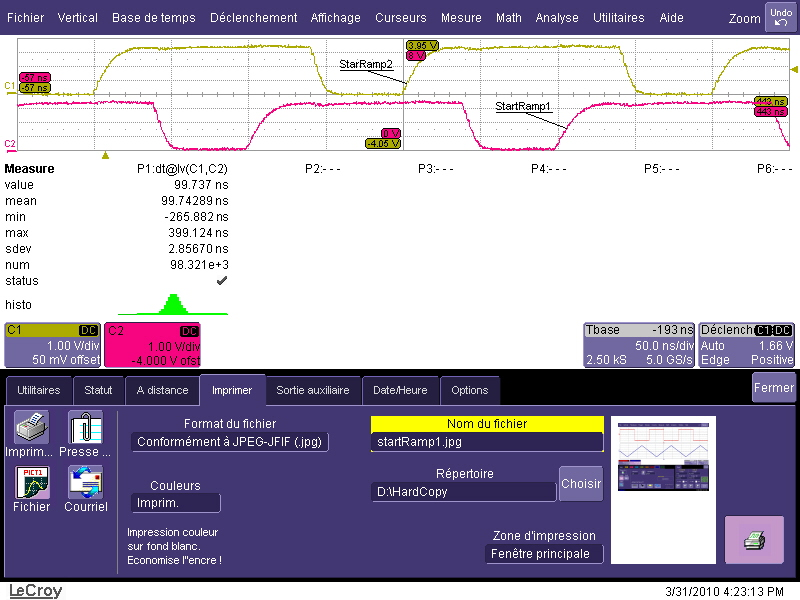 Fichier Vertical Base de temps Déclenchement Affichage Curseurs Mesure Math Analyse Utilitaires Aide Zoom Undo
3.95 V
0 V
StarRamp2
-57 ns
-57 ns
C1
443 ns
443 ns
StartRamp1
0 V
-4.05 V
C2
Measure P1:dt@lv(C1,C2) P2:- - - P3:- - - P4:- - - P5:- - - P6:- - -
value 99.737 ns
mean 99.74289 ns
min -265.882 ns
max 399.124 ns
sdev 2.85670 ns
num 98.321e+3
status ✓
histo
C1 DC C2 DC Tbase -193 ns Déclench C1 DC
1.00 V/div 1.00 V/div 50.0 ns/div Auto 1.66 V
50 mV offset -4.000 V ofst 2.50 kS 5.0 GS/s Edge Positive
Utilitaires Statut A distance Imprimer Sortie auxiliaire Date/Heure Options Fermer
Imprim... Presse ...
PICT1
Fichier Courriel
Format du fichier
Conformément à JPEG-JFIF (.jpg)
Couleurs
Imprim.
Impression couleur
sur fond blanc.
Economise l"encre !
Nom du fichier
startRamp1.jpg
Répertoire
D:\HardCopy Choisir
Zone d'impression
Fenêtre principale
LeCroy 3/31/2010 4:23:13 PM